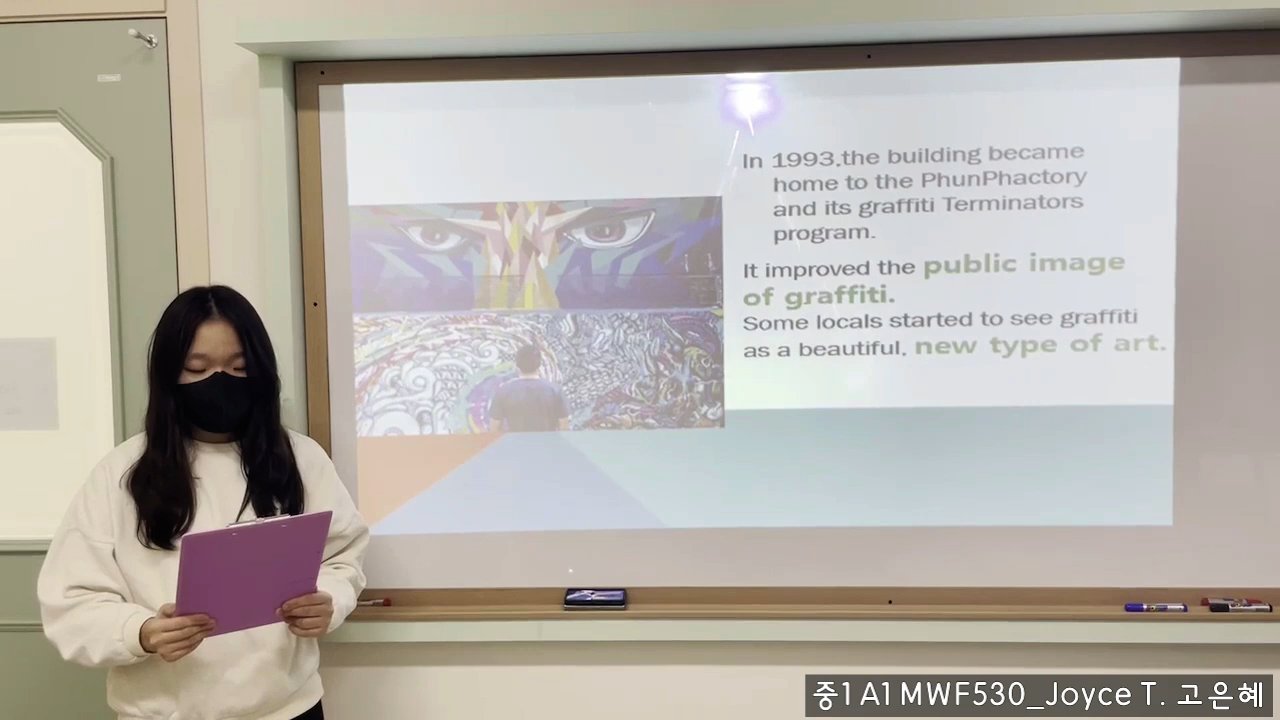 In 1993.the building became
home to the PhunPhactory
and its graffiti Terminators
program.
It improved the public image
of graffiti.
Some locals started to see graffiti
as a beautiful, new type of art.
중1 A1 MWF530_Joyce T. 고은혜